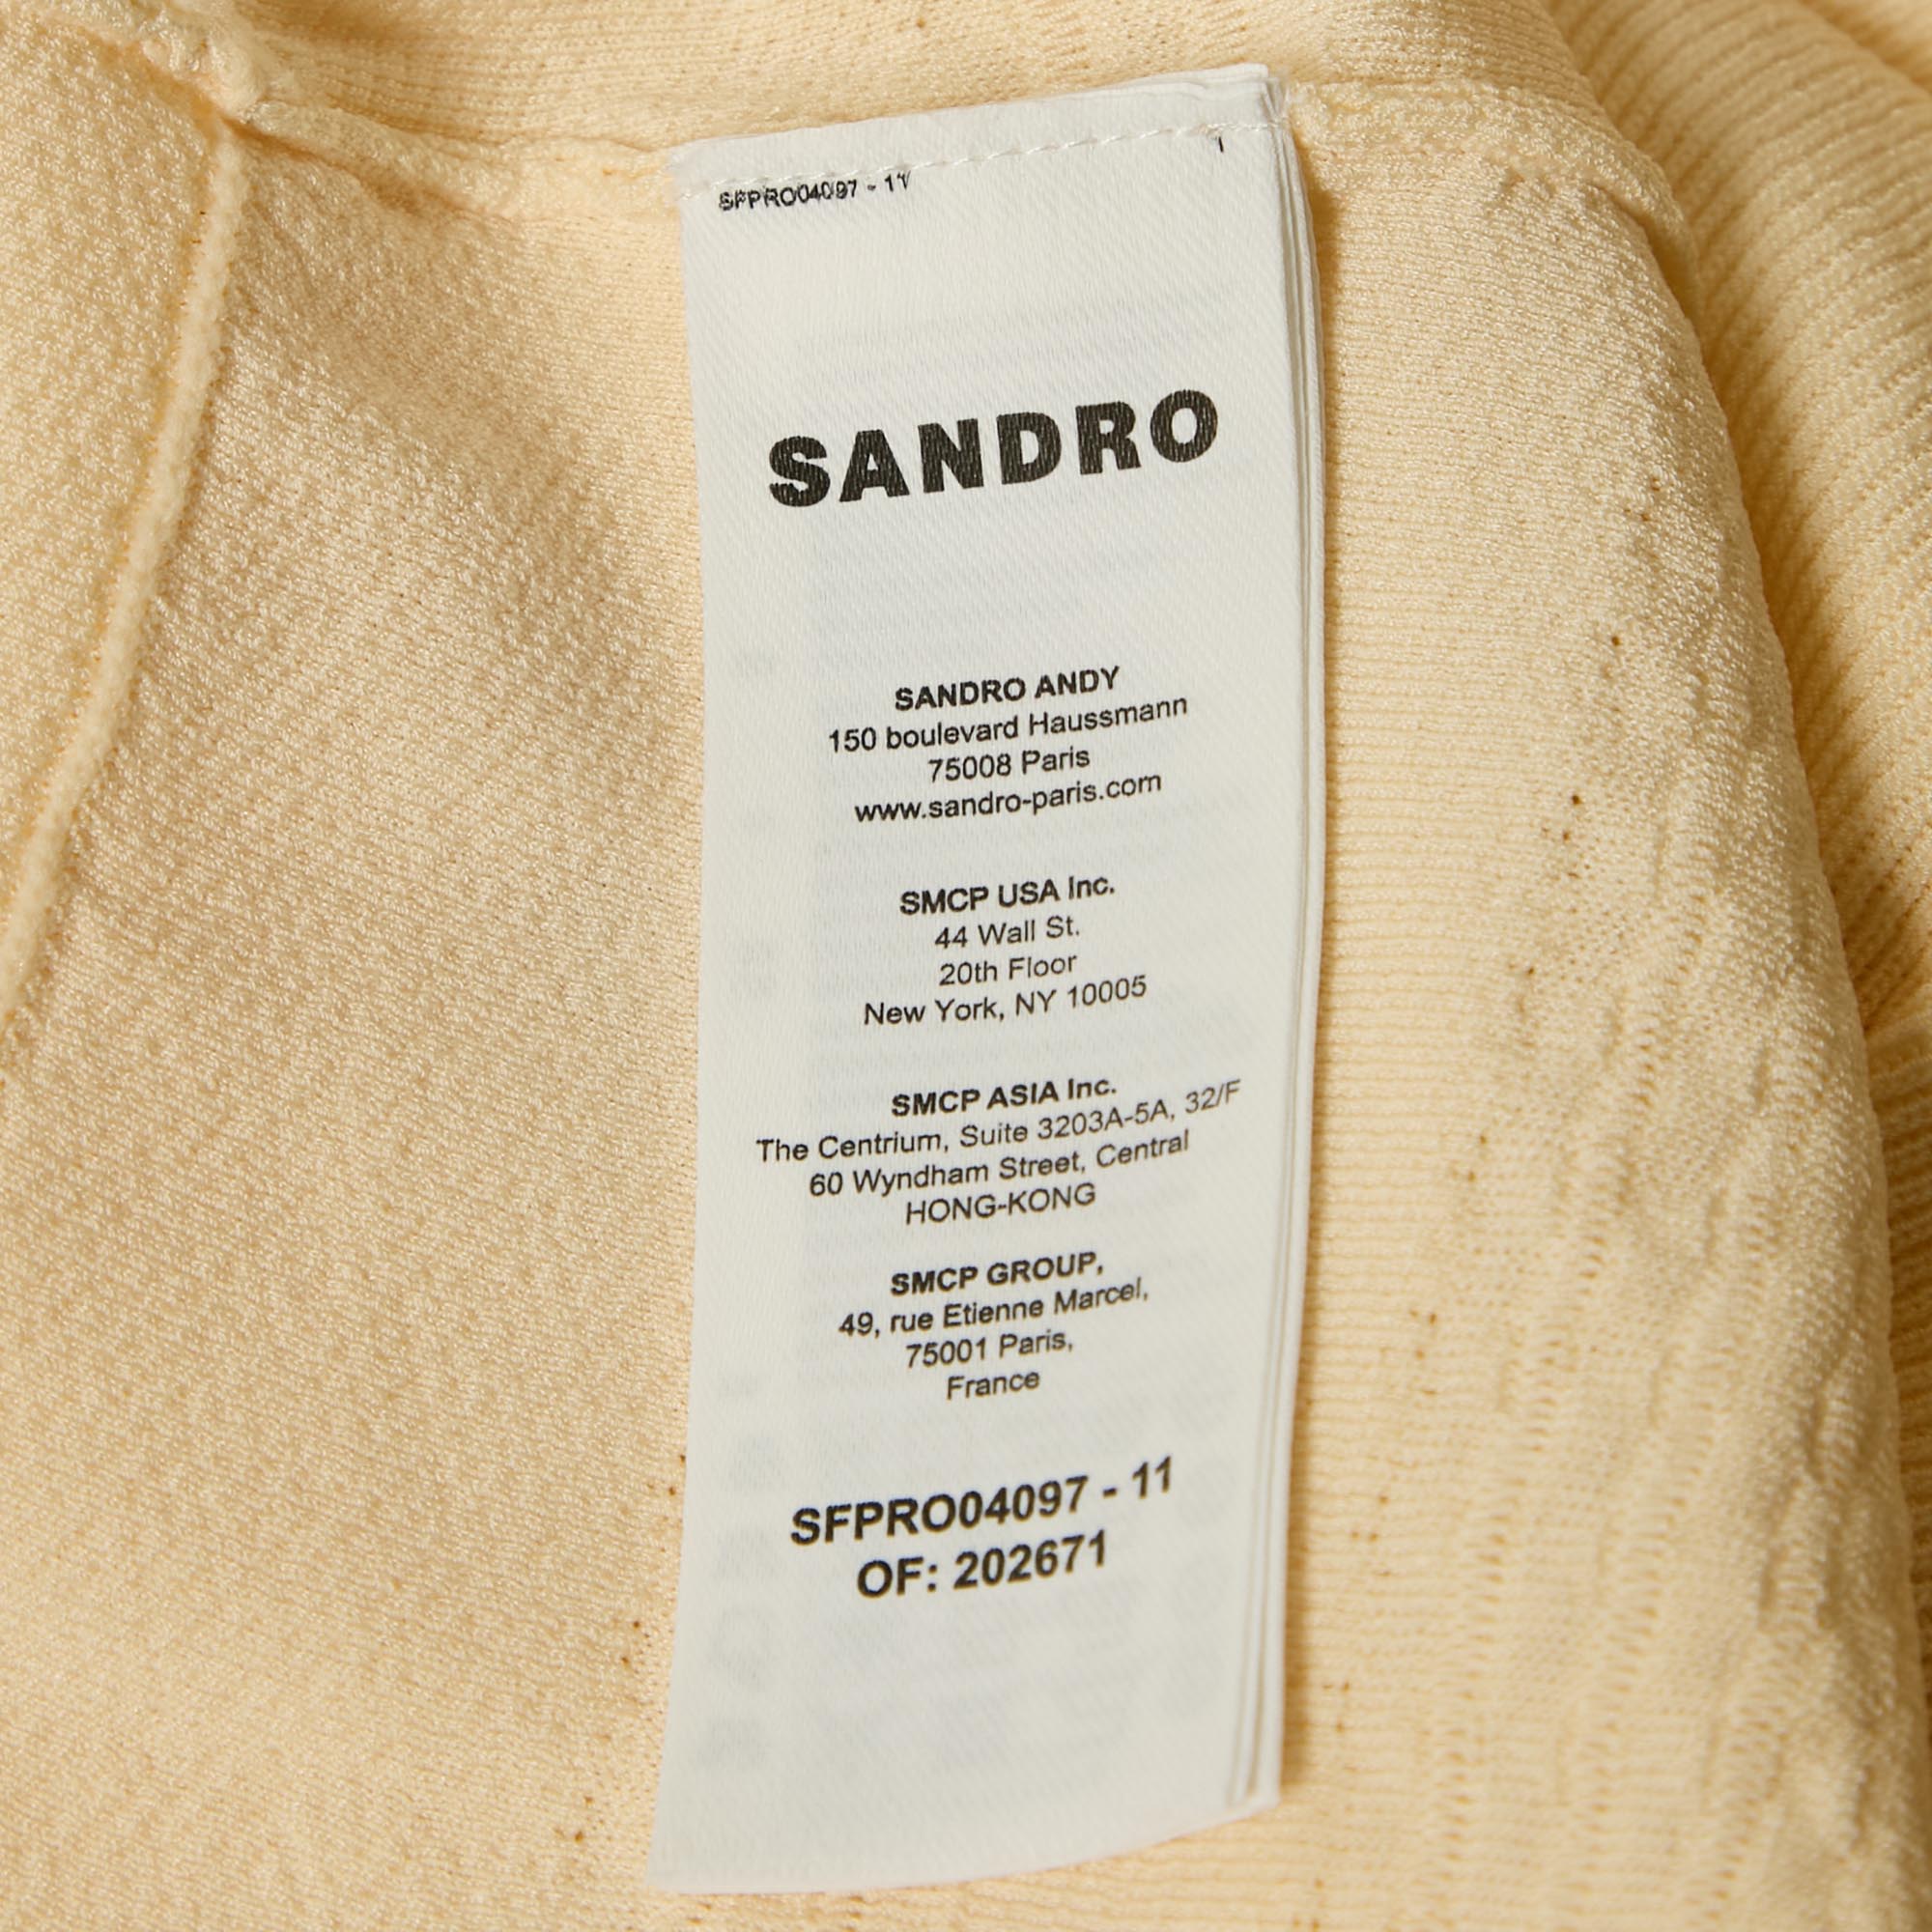 SFPRO04097 - 11
1
SANDRO
SANDRO ANDY
150 boulevard Haussmann
75008 Paris
www.sandro-paris.com
SMCP USA Inc.
44 Wall St.
20th Floor
New York, NY 10005
SMCP ASIA Inc.
The Centrium, Suite 3203A-5A, 32/F
60 Wyndham Street, Central
HONG-KONG
SMCP GROUP,
49, rue Etienne Marcel,
75001 Paris,
France
SFPRO04097 - 11
OF: 202671